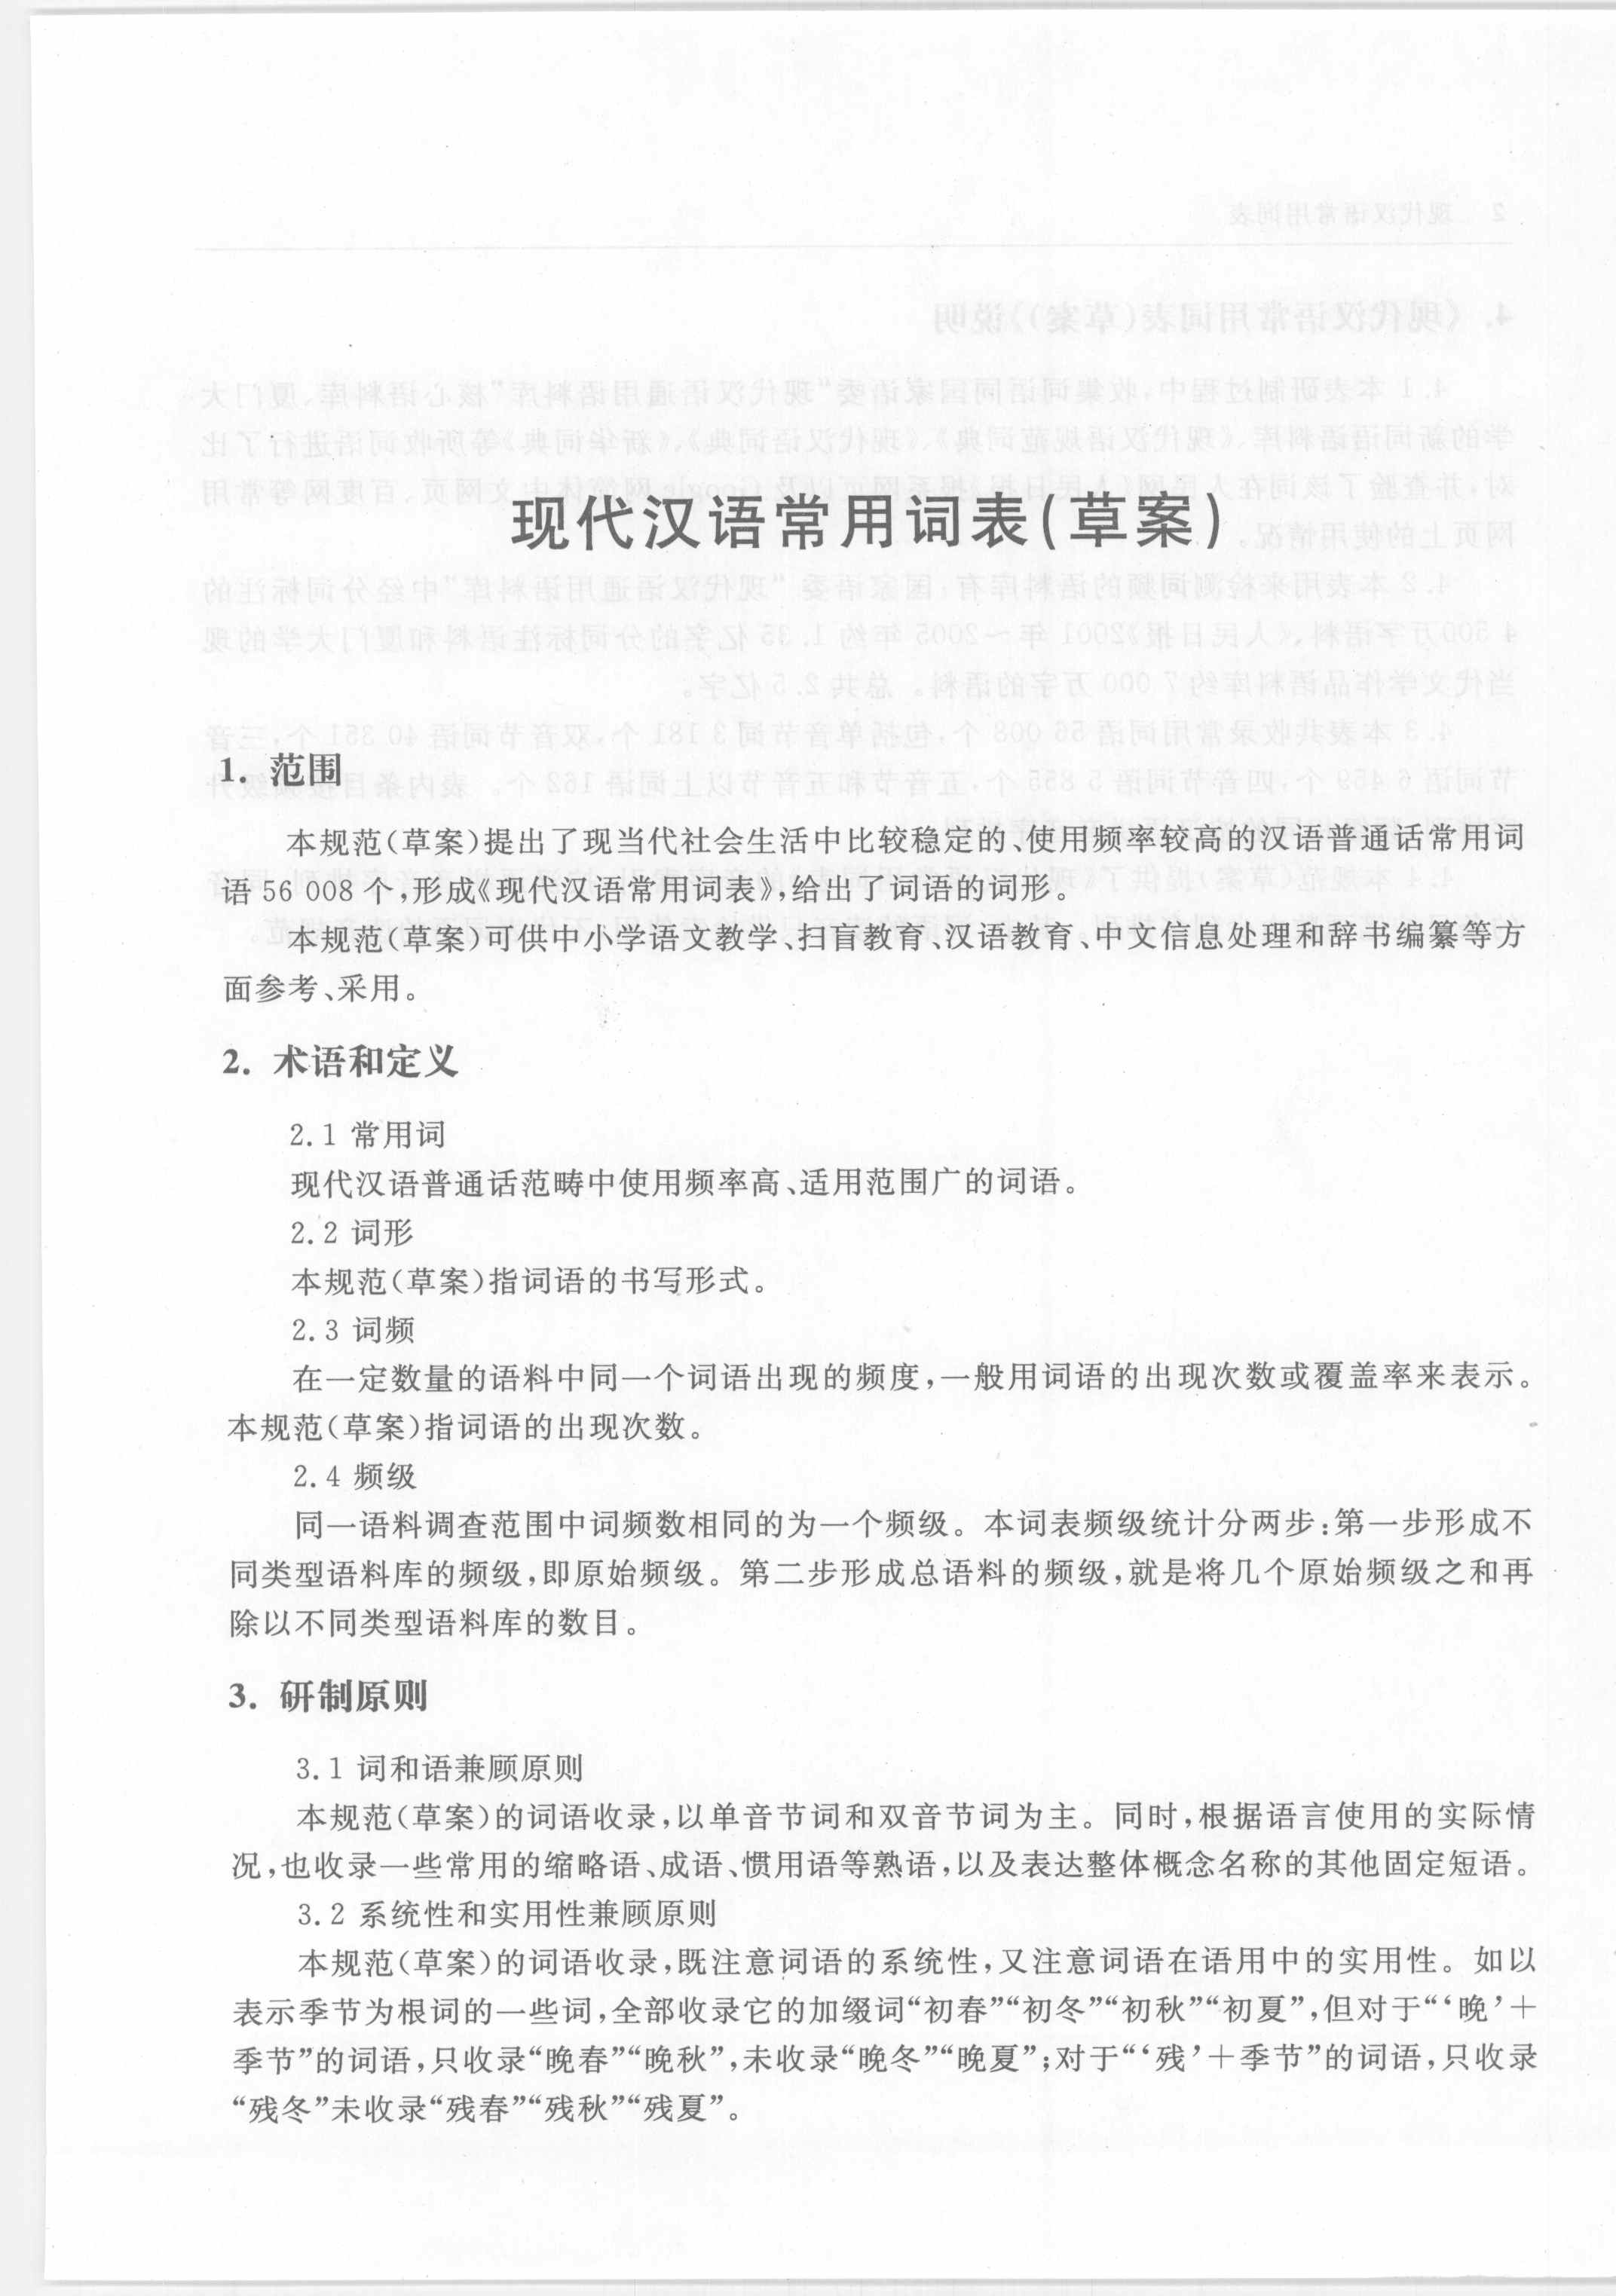 现代汉语常用词表(草案)
1. 范围
本规范(草案)提出了现当代社会生活中比较稳定的、使用频率较高的汉语普通话常用词
语 56 008 个,形成《现代汉语常用词表》,给出了词语的词形。
本规范(草案)可供中小学语文教学、扫盲教育、汉语教育、中文信息处理和辞书编纂等方
面参考、采用。
2. 术语和定义
2.1 常用词
现代汉语普通话范畴中使用频率高、适用范围广的词语。
2.2 词形
本规范(草案)指词语的书写形式。
2.3 词频
在一定数量的语料中同一个词语出现的频度,一般用词语的出现次数或覆盖率来表示。
本规范(草案)指词语的出现次数。
2.4 频级
同一语料调查范围中词频数相同的为一个频级。本词表频级统计分两步:第一步形成不
同类型语料库的频级,即原始频级。第二步形成总语料的频级,就是将几个原始频级之和再
除以不同类型语料库的数目。
3. 研制原则
3.1 词和语兼顾原则
本规范(草案)的词语收录,以单音节词和双音节词为主。同时,根据语言使用的实际情
况,也收录一些常用的缩略语、成语、惯用语等熟语,以及表达整体概念名称的其他固定短语。
3.2 系统性和实用性兼顾原则
本规范(草案)的词语收录,既注意词语的系统性,又注意词语在语用中的实用性。如以
表示季节为根词的一些词,全部收录它的加缀词“初春”“初冬”“初秋”“初夏”,但对于“‘晚’＋
季节”的词语,只收录“晚春”“晚秋”,未收录“晚冬”“晚夏”;对于“‘残’＋季节”的词语,只收录
“残冬”未收录“残春”“残秋”“残夏”。